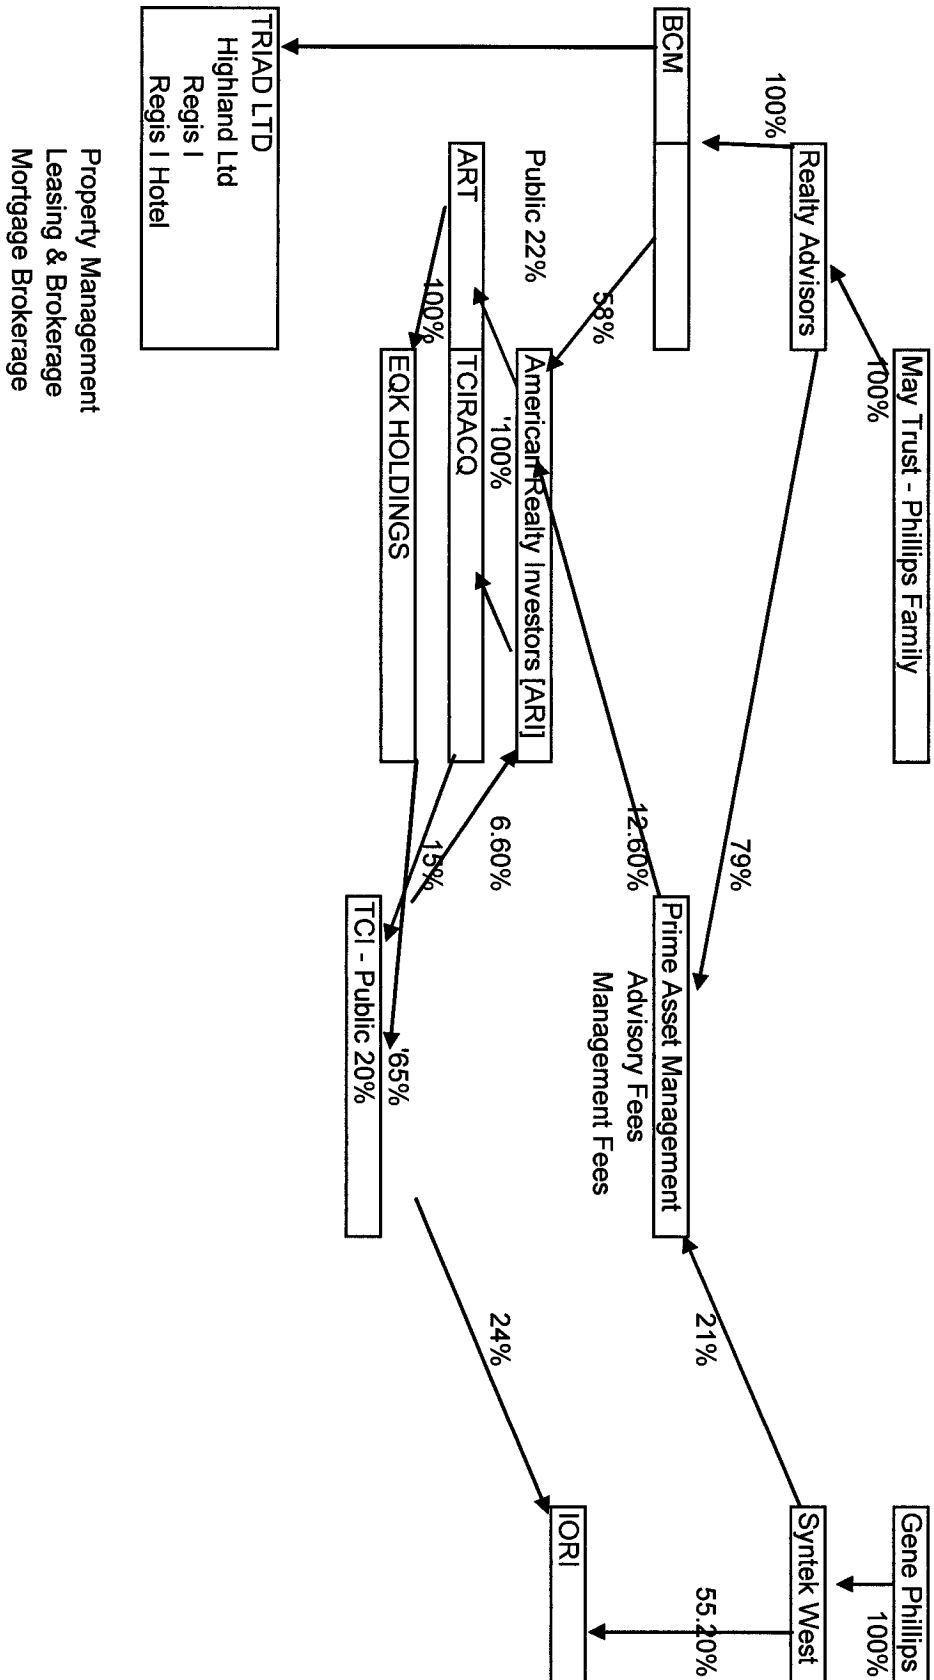 May Trust - Phillips Family
Gene Phillips
100%
100%
Realty Advisors
Syntek West
100%
79%
21%
55.20%
BCM
Prime Asset Management
Advisory Fees
Management Fees
58%
12.60%
Public 22%
American Realty Investors [ARI]
IORI
'100%
6.60%
24%
ART
TCIRACQ
100%
15%
EQK HOLDINGS
'65%
TCI - Public 20%
TRIAD LTD
Highland Ltd
Regis I
Regis I Hotel
Property Management
Leasing & Brokerage
Mortgage Brokerage